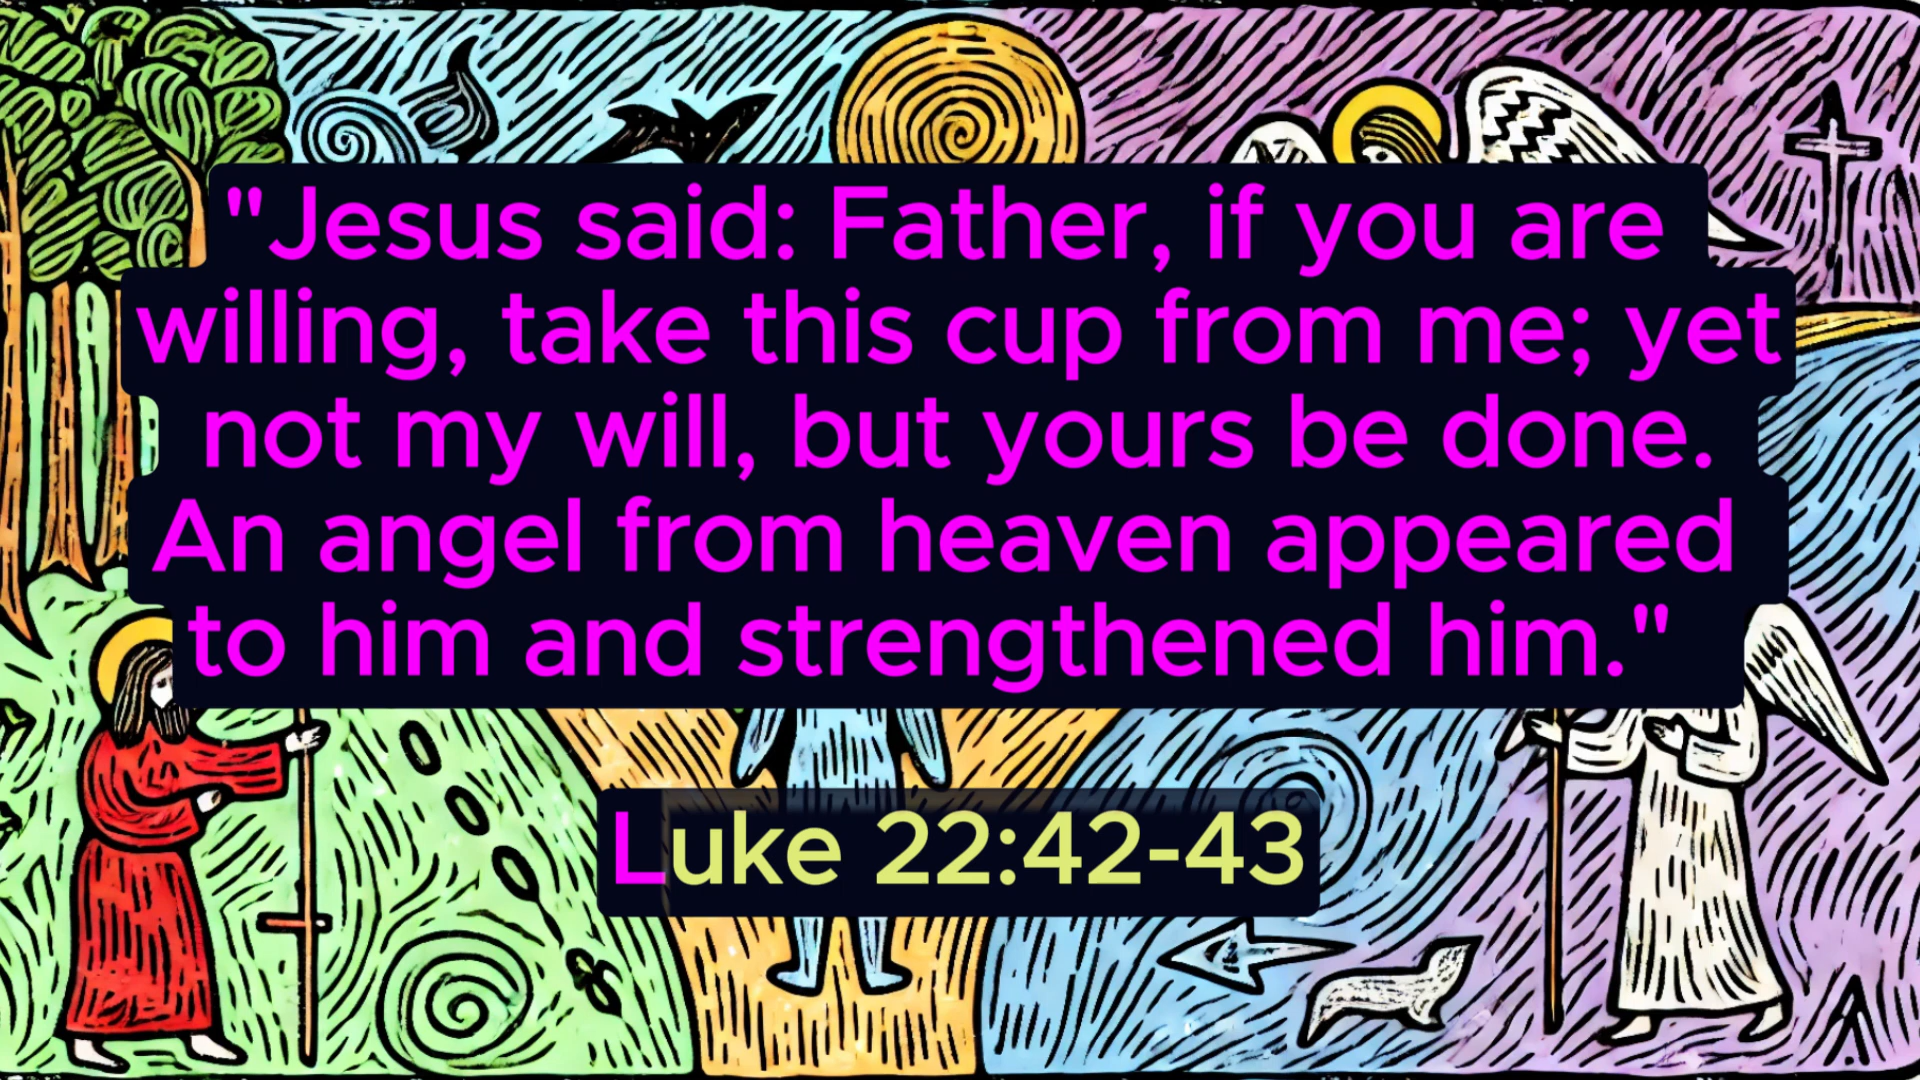 "Jesus said: Father, if you are
willing, take this cup from me; yet
not my will, but yours be done.
An angel from heaven appeared
to him and strengthened him."
Luke 22:42-43